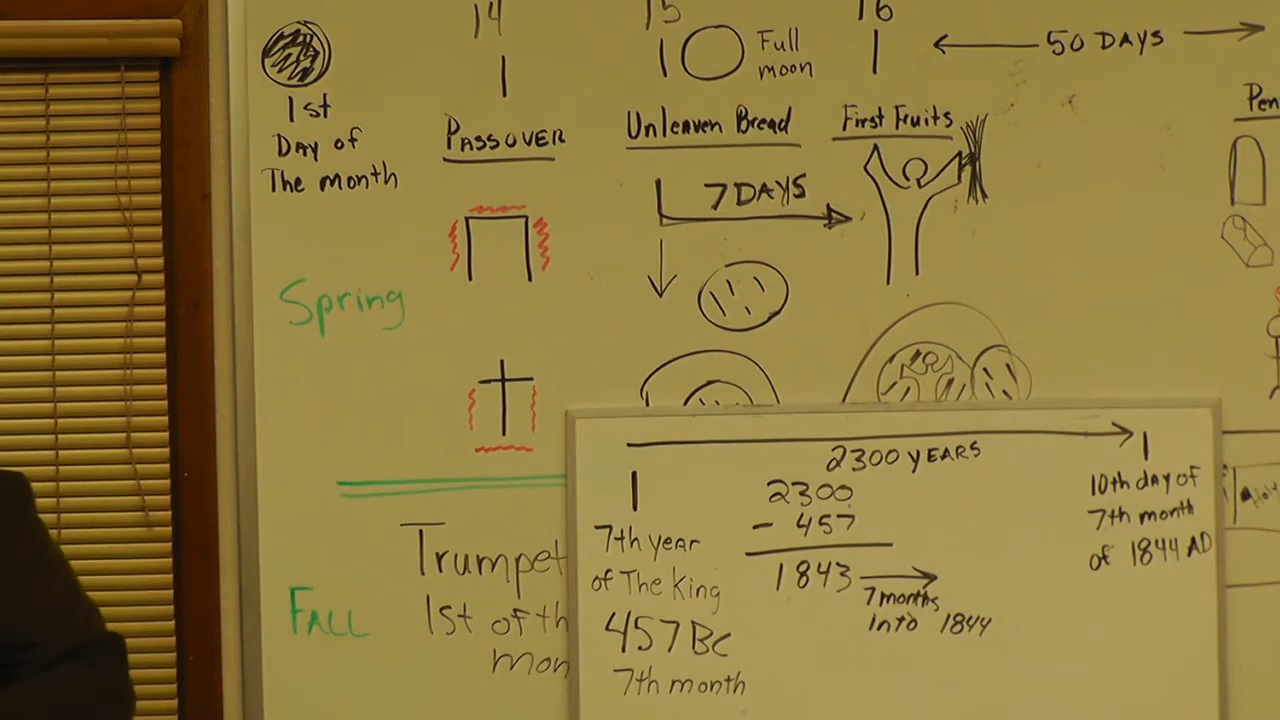 14
15
16
Full
moon
50 DAYS
1st
DAY of
The month
PASSOVER
Unleaven Bread
First Fruits
Pen
7 DAYS
Spring
2300 YEARS
2300
- 457
1843
7 months
into 1844
7th year
of The King
457 BC
7th month
10th day of
7th month
of 1844 AD
Trumpet
1st of th
mon
FALL